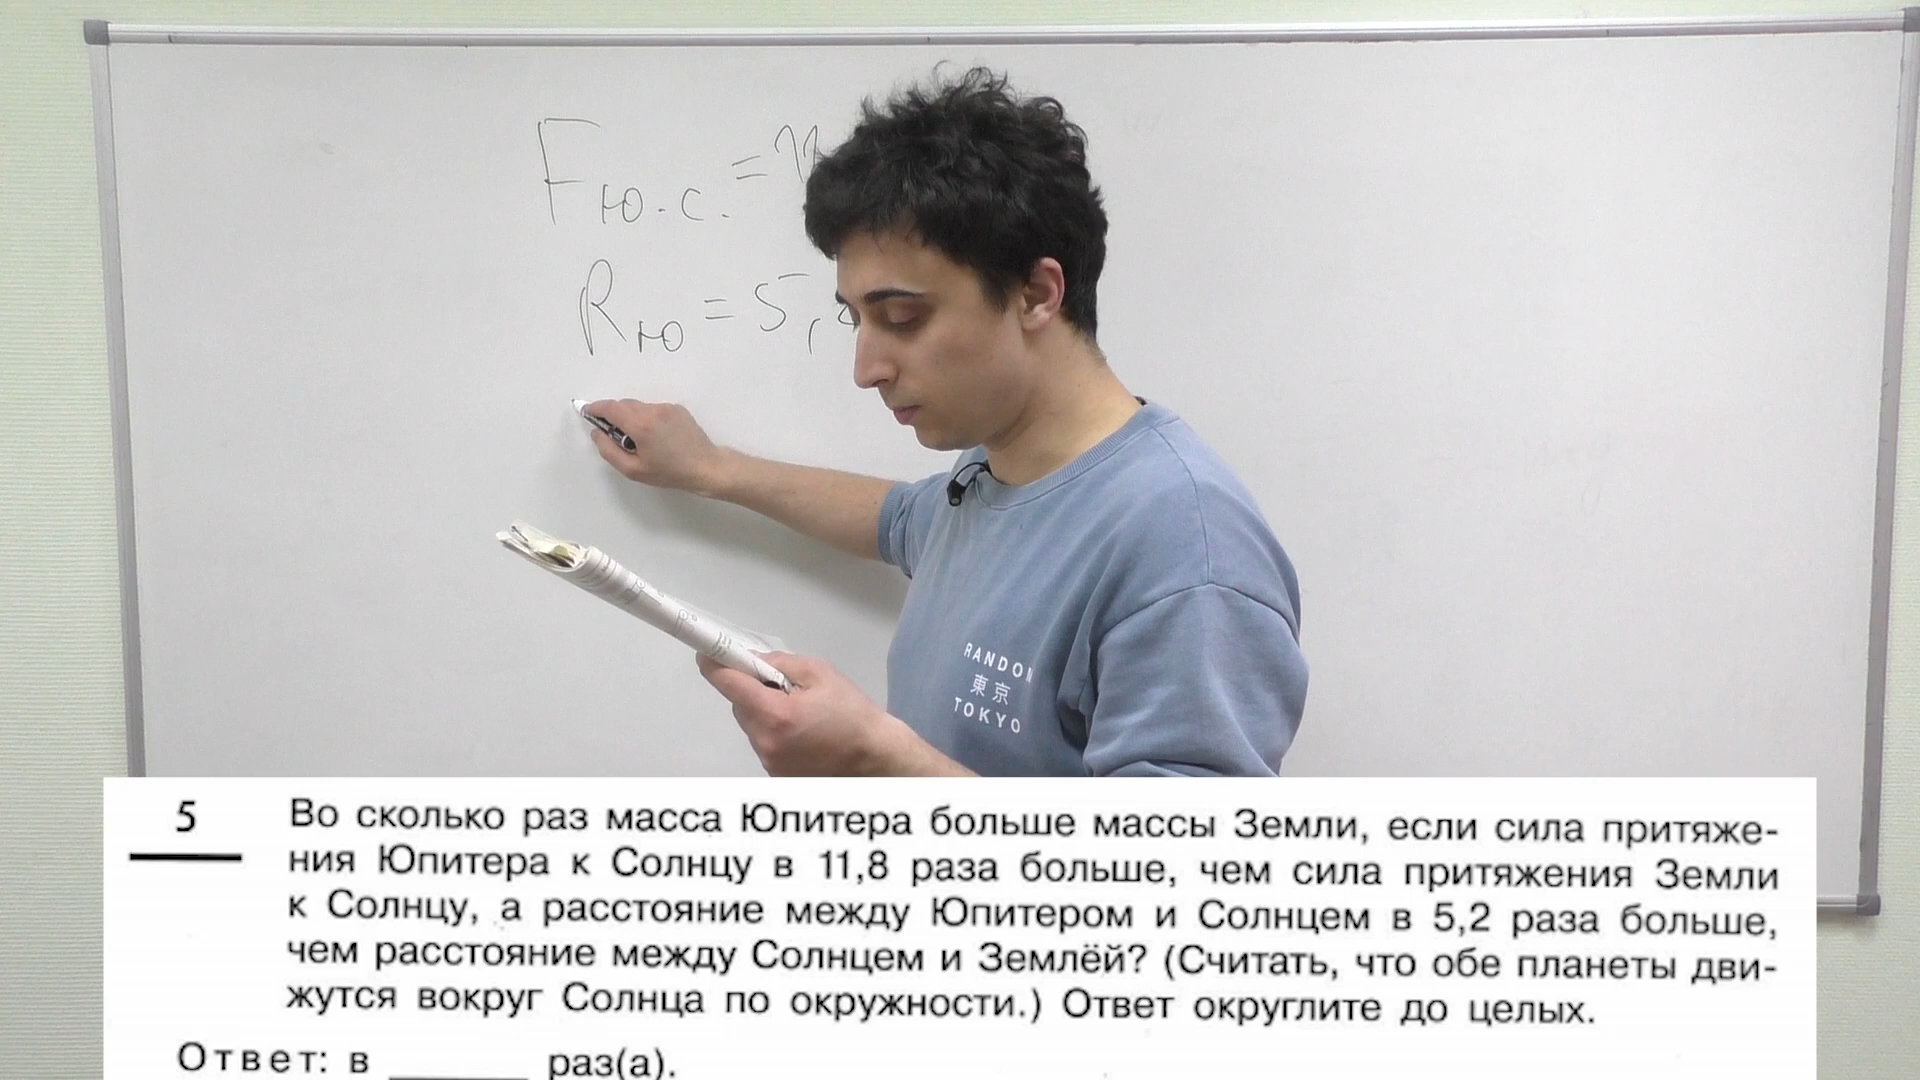 Fю.с. = 11
Rю = 5,
RANDOM
東京
TOKYO
5
Во сколько раз масса Юпитера больше массы Земли, если сила притяже-
ния Юпитера к Солнцу в 11,8 раза больше, чем сила притяжения Земли
к Солнцу, а расстояние между Юпитером и Солнцем в 5,2 раза больше,
чем расстояние между Солнцем и Землёй? (Считать, что обе планеты дви-
жутся вокруг Солнца по окружности.) Ответ округлите до целых.
Ответ: в ______ раз(а).